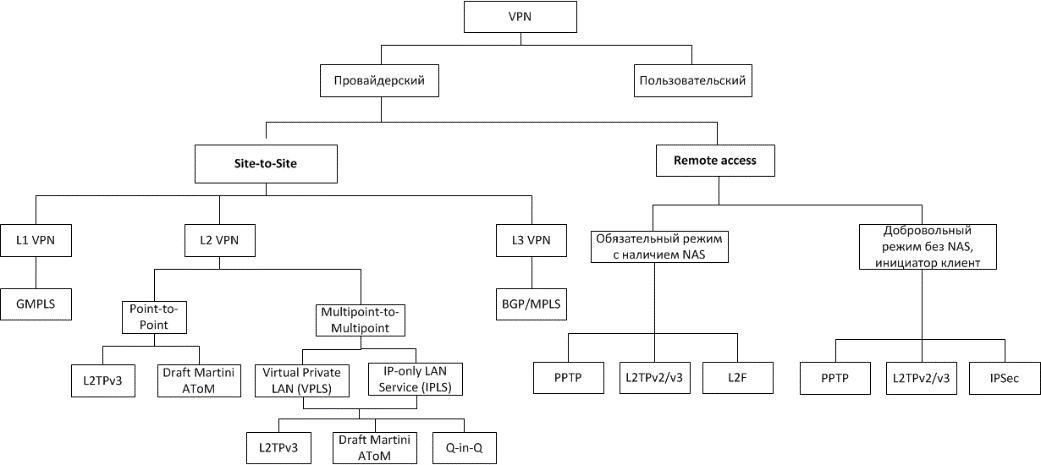 VPN
Провайдерский
Пользовательский
Site-to-Site
Remote access
L1 VPN
L2 VPN
L3 VPN
Обязательный режим
с наличием NAS
Добровольный
режим без NAS,
инициатор клиент
GMPLS
BGP/MPLS
Point-to-
Point
Multipoint-to-
Multipoint
L2TPv3
Draft Martini
AToM
Virtual Private
LAN (VPLS)
IP-only LAN
Service (IPLS)
PPTP
L2TPv2/v3
L2F
PPTP
L2TPv2/v3
IPSec
L2TPv3
Draft Martini
AToM
Q-in-Q